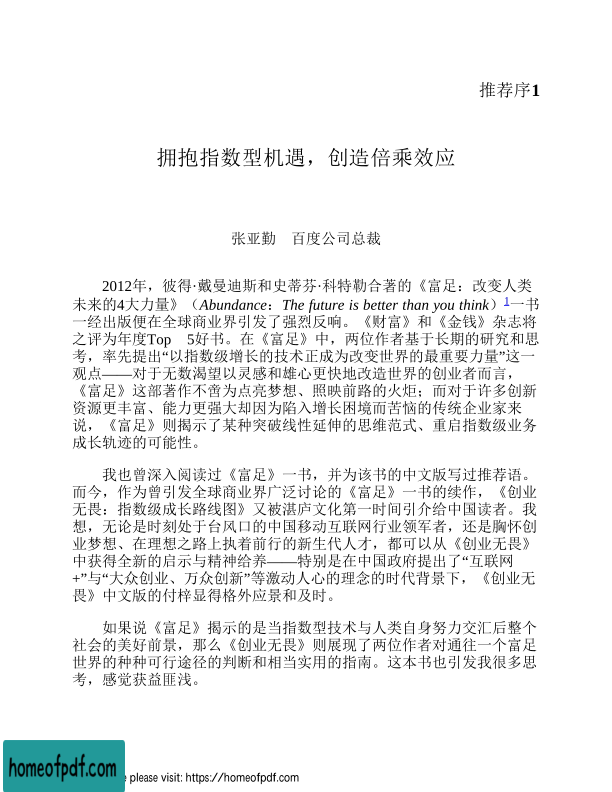 推荐序1
拥抱指数型机遇，创造倍乘效应
张亚勤　百度公司总裁
2012年，彼得·戴曼迪斯和史蒂芬·科特勒合著的《富足：改变人类
未来的4大力量》（Abundance：The future is better than you think）1一书
一经出版便在全球商业界引发了强烈反响。《财富》和《金钱》杂志将
之评为年度Top　5好书。在《富足》中，两位作者基于长期的研究和思
考，率先提出“以指数级增长的技术正成为改变世界的最重要力量”这一
观点——对于无数渴望以灵感和雄心更快地改造世界的创业者而言，
《富足》这部著作不啻为点亮梦想、照映前路的火炬；而对于许多创新
资源更丰富、能力更强大却因为陷入增长困境而苦恼的传统企业家来
说，《富足》则揭示了某种突破线性延伸的思维范式、重启指数级业务
成长轨迹的可能性。
我也曾深入阅读过《富足》一书，并为该书的中文版写过推荐语。
而今，作为曾引发全球商业界广泛讨论的《富足》一书的续作，《创业
无畏：指数级成长路线图》又被湛庐文化第一时间引介给中国读者。我
想，无论是时刻处于台风口的中国移动互联网行业领军者，还是胸怀创
业梦想、在理想之路上执着前行的新生代人才，都可以从《创业无畏》
中获得全新的启示与精神给养——特别是在中国政府提出了“互联网
+”与“大众创业、万众创新”等激动人心的理念的时代背景下，《创业无
畏》中文版的付梓显得格外应景和及时。
如果说《富足》揭示的是当指数型技术与人类自身努力交汇后整个
社会的美好前景，那么《创业无畏》则展现了两位作者对通往一个富足
世界的种种可行途径的判断和相当实用的指南。这本书也引发我很多思
考，感觉获益匪浅。
homeofpdf.com
e please visit: https://homeofpdf.com